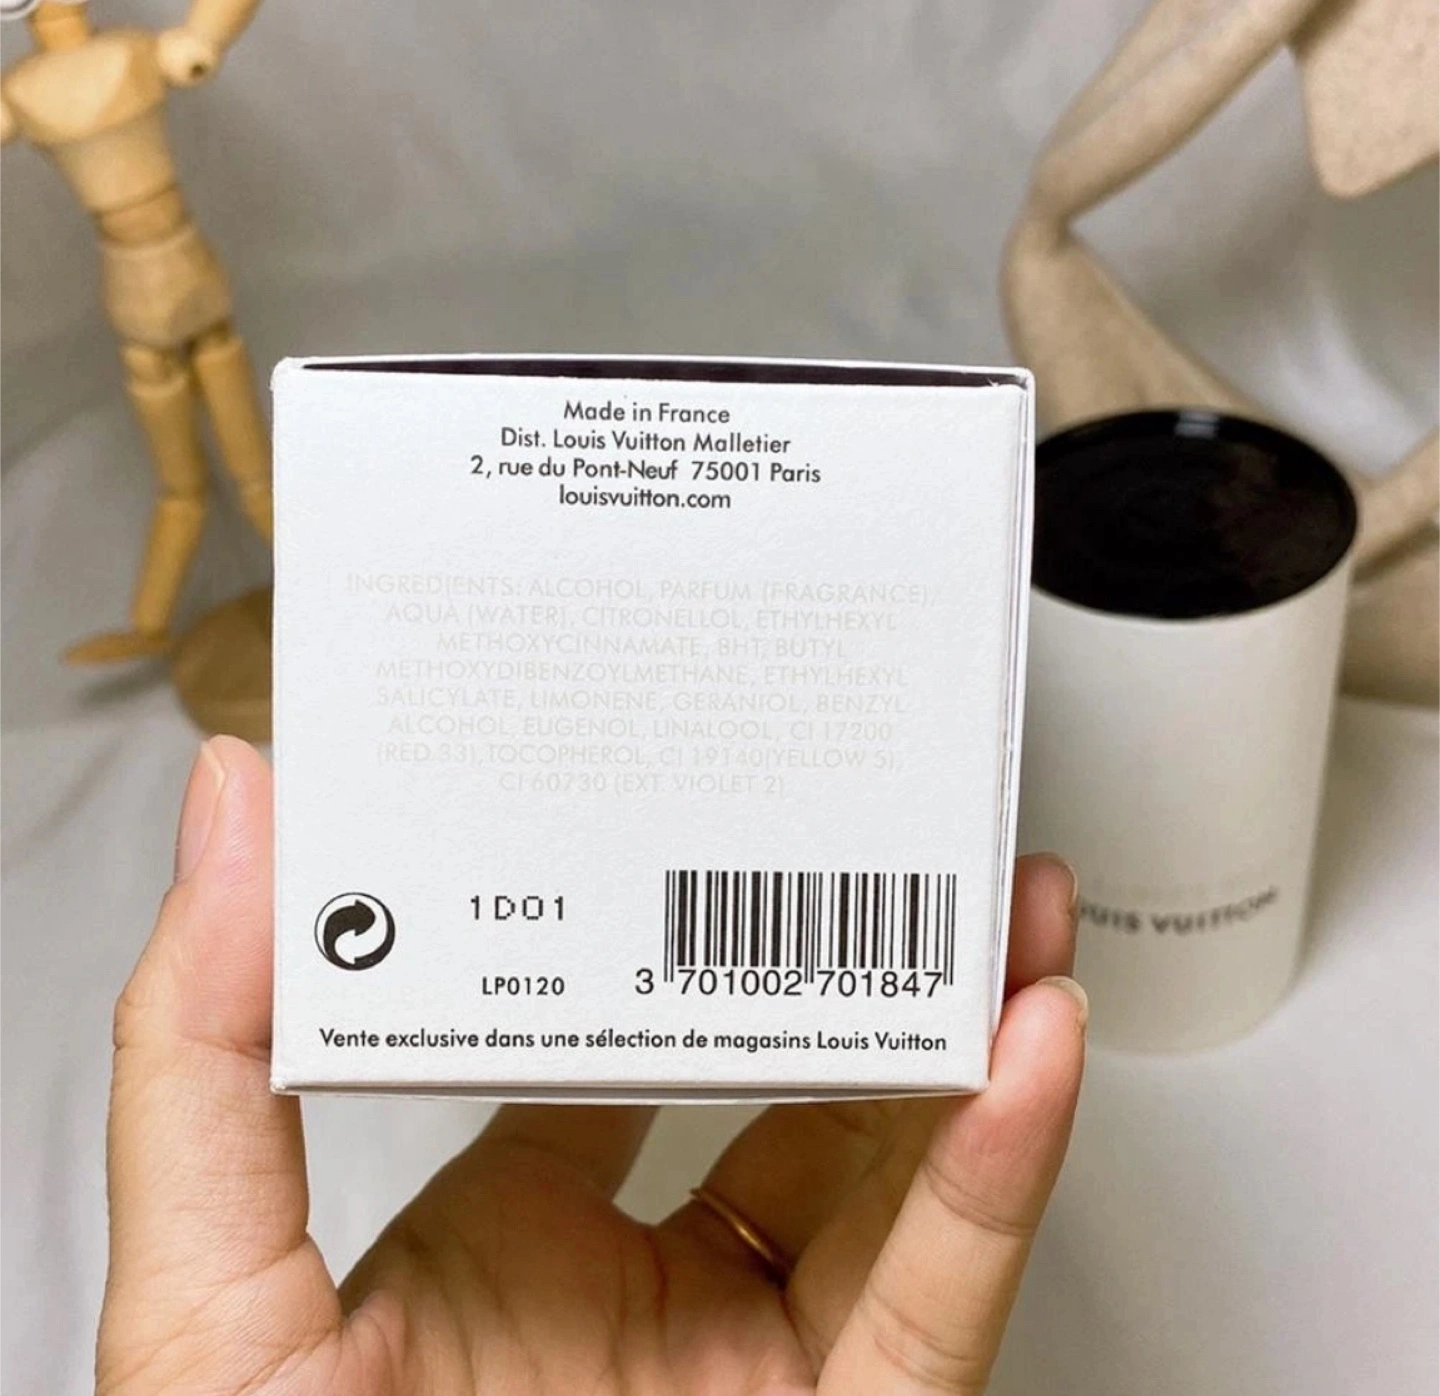 Made in France
Dist. Louis Vuitton Malletier
2, rue du Pont-Neuf 75001 Paris
louisvuitton.com
INGREDIENTS: ALCOHOL, PARFUM (FRAGRANCE),
AQUA (WATER), CITRONELLOL, ETHYLHEXYL
METHOXYCINNAMATE, BHT, BUTYL
METHOXYDIBENZOYLMETHANE, ETHYLHEXYL
SALICYLATE, LIMONENE, GERANIOL, BENZYL
ALCOHOL, EUGENOL, LINALOOL, CI 17200
(RED 33), TOCOPHEROL, CI 19140(YELLOW 5),
CI 60730 (EXT. VIOLET 2)
1D01
LP0120
3 701002 701847
Vente exclusive dans une sélection de magasins Louis Vuitton
VUITTON